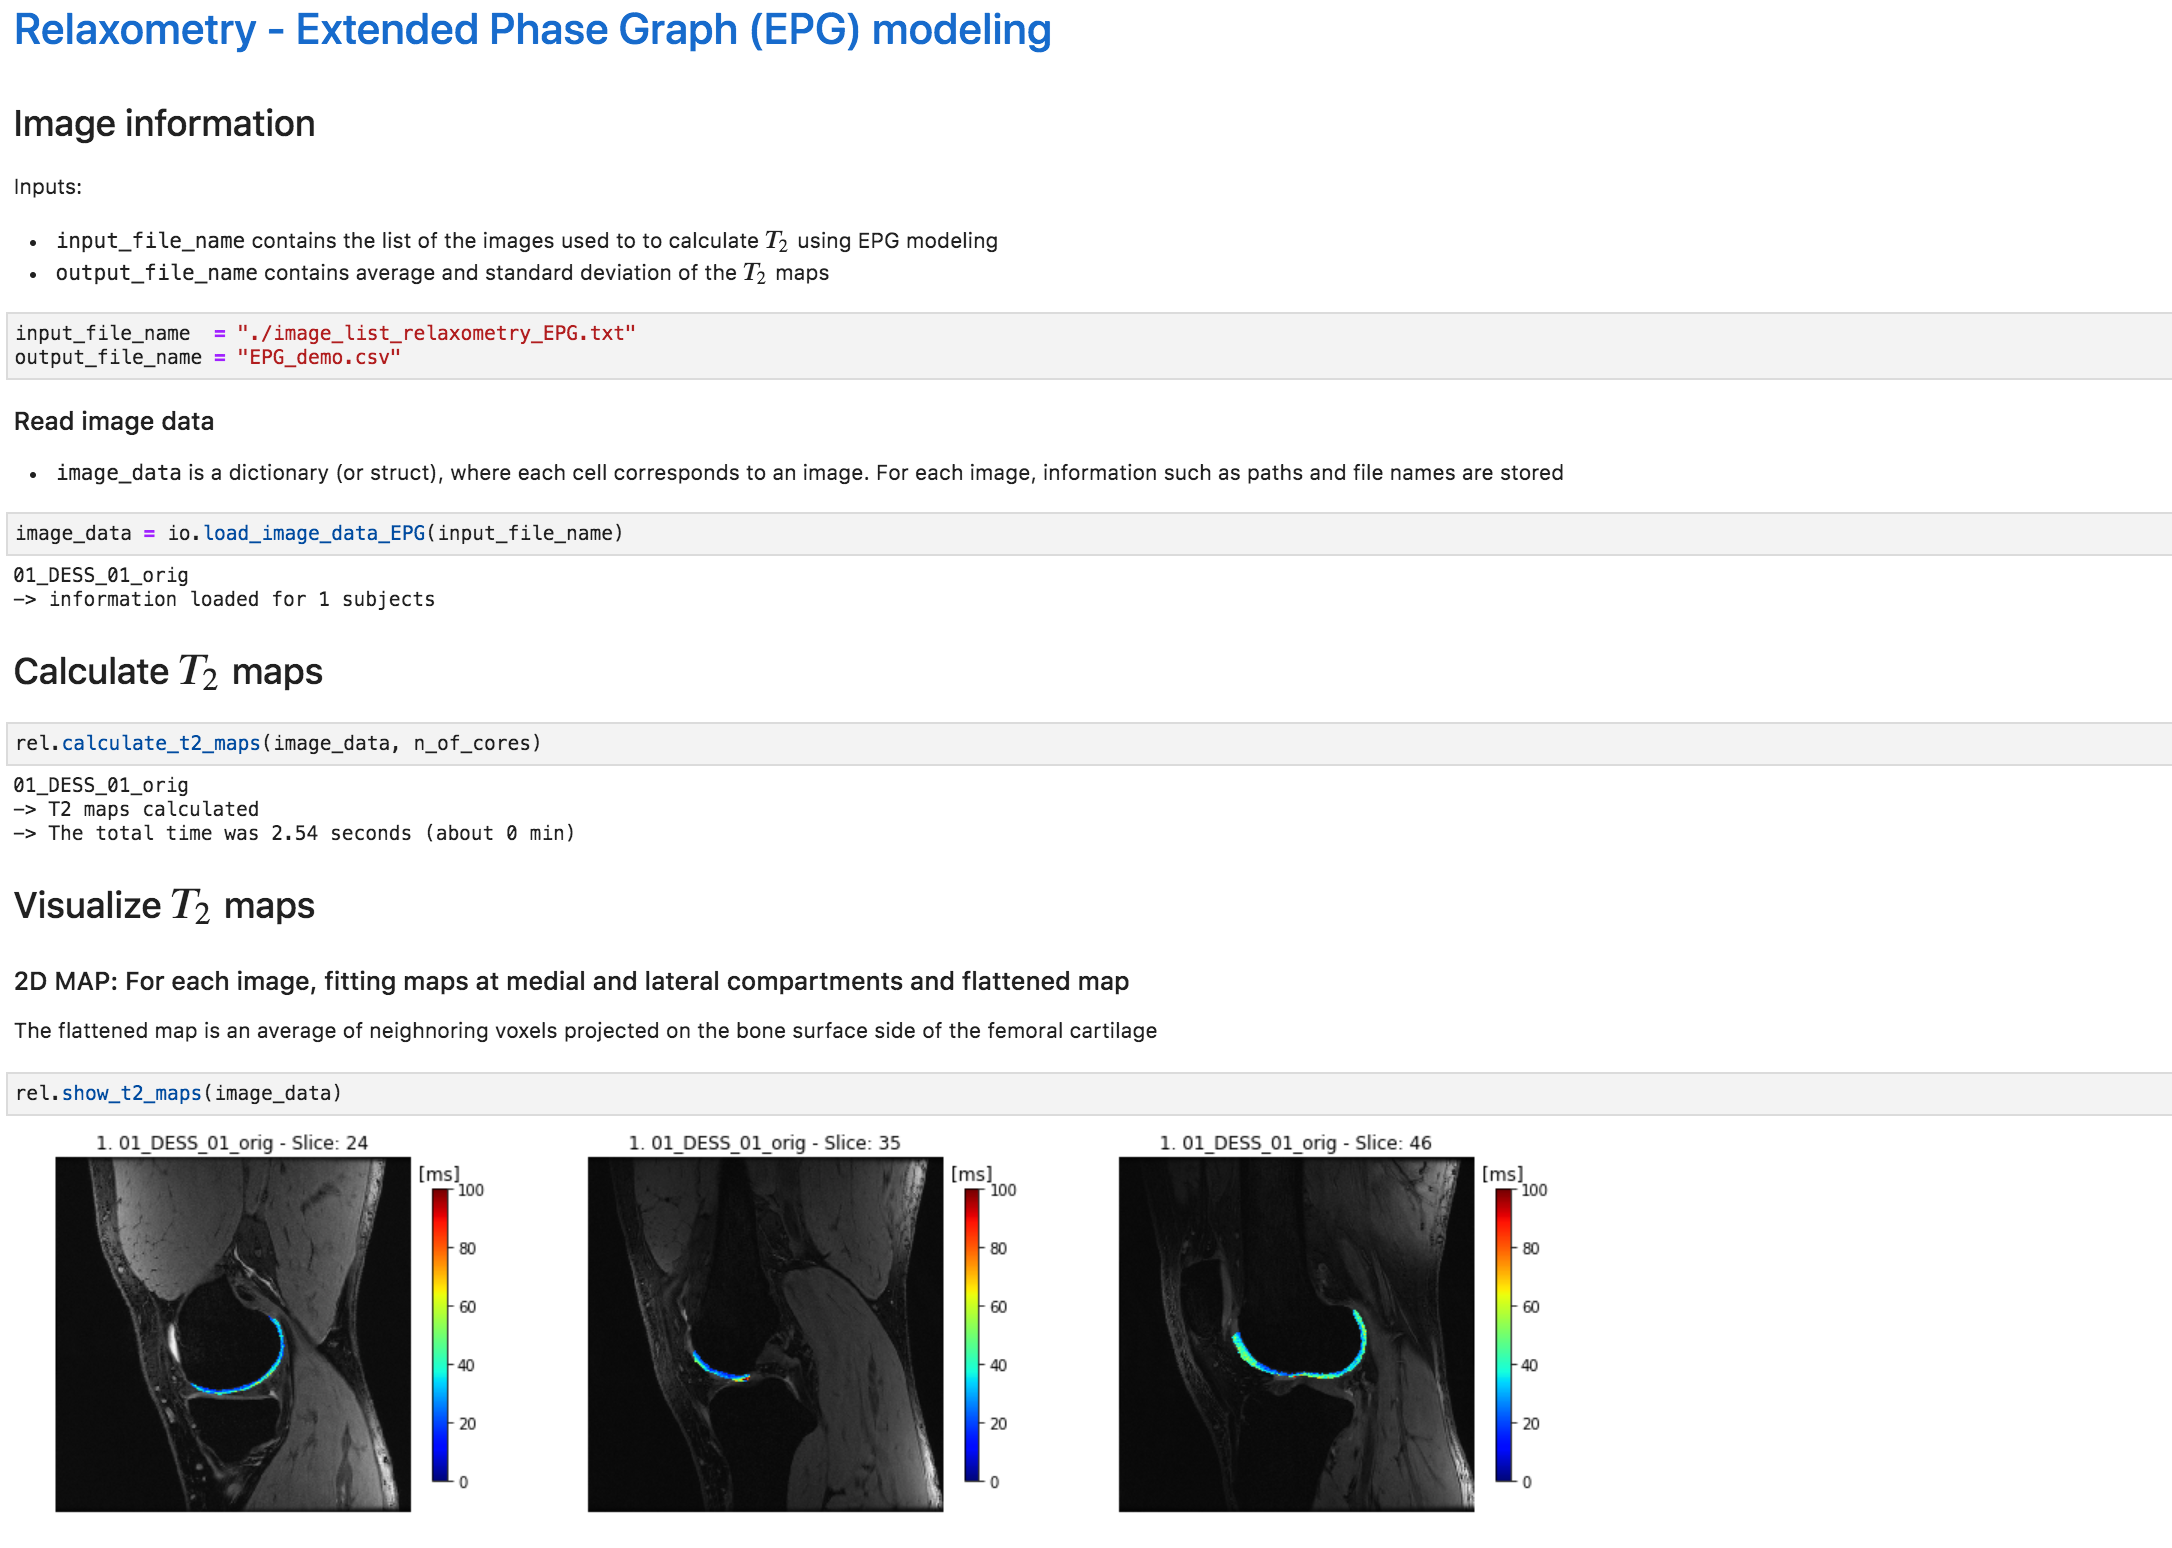 Relaxometry - Extended Phase Graph (EPG) modeling
Image information
Inputs:
• input_file_name contains the list of the images used to to calculate T2 using EPG modeling
• output_file_name contains average and standard deviation of the T2 maps
input_file_name  = "./image_list_relaxometry_EPG.txt"
output_file_name = "EPG_demo.csv"
Read image data
• image_data is a dictionary (or struct), where each cell corresponds to an image. For each image, information such as paths and file names are stored
image_data = io.load_image_data_EPG(input_file_name)
01_DESS_01_orig
-> information loaded for 1 subjects
Calculate T2 maps
rel.calculate_t2_maps(image_data, n_of_cores)
01_DESS_01_orig
-> T2 maps calculated
-> The total time was 2.54 seconds (about 0 min)
Visualize T2 maps
2D MAP: For each image, fitting maps at medial and lateral compartments and flattened map
The flattened map is an average of neighnoring voxels projected on the bone surface side of the femoral cartilage
rel.show_t2_maps(image_data)
1. 01_DESS_01_orig - Slice: 24
[ms]
100
80
60
40
20
0
1. 01_DESS_01_orig - Slice: 35
[ms]
100
80
60
40
20
0
1. 01_DESS_01_orig - Slice: 46
[ms]
100
80
60
40
20
0